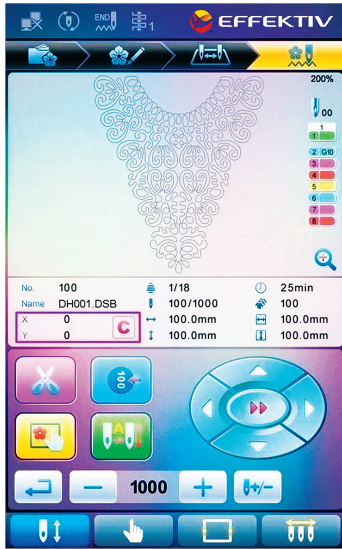 END
1
EFFEKTIV
200%
00
1
1
2 G10
3
4
5
6
7
8
No. 100 1/18 25min
Name DH001.DSB 100/1000 100
X 0 C 100.0mm 100.0mm
Y 0 100.0mm 100.0mm
100
A
1000
+/−